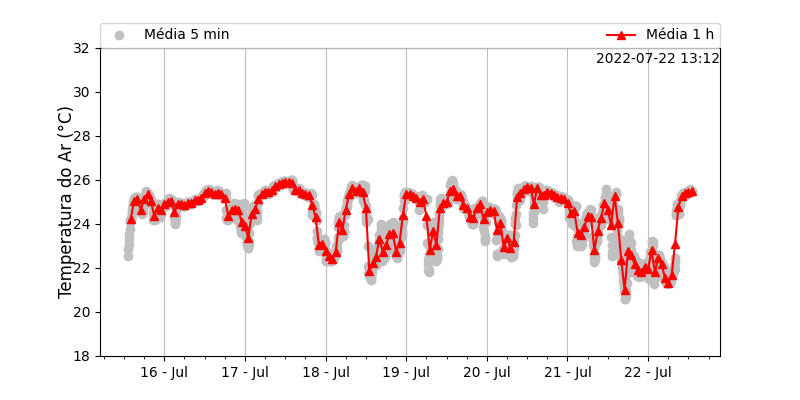 Média 5 min
Média 1 h
2022-07-22 13:12
Temperatura do Ar (°C)
32
30
28
26
24
22
20
18
16 - Jul
17 - Jul
18 - Jul
19 - Jul
20 - Jul
21 - Jul
22 - Jul